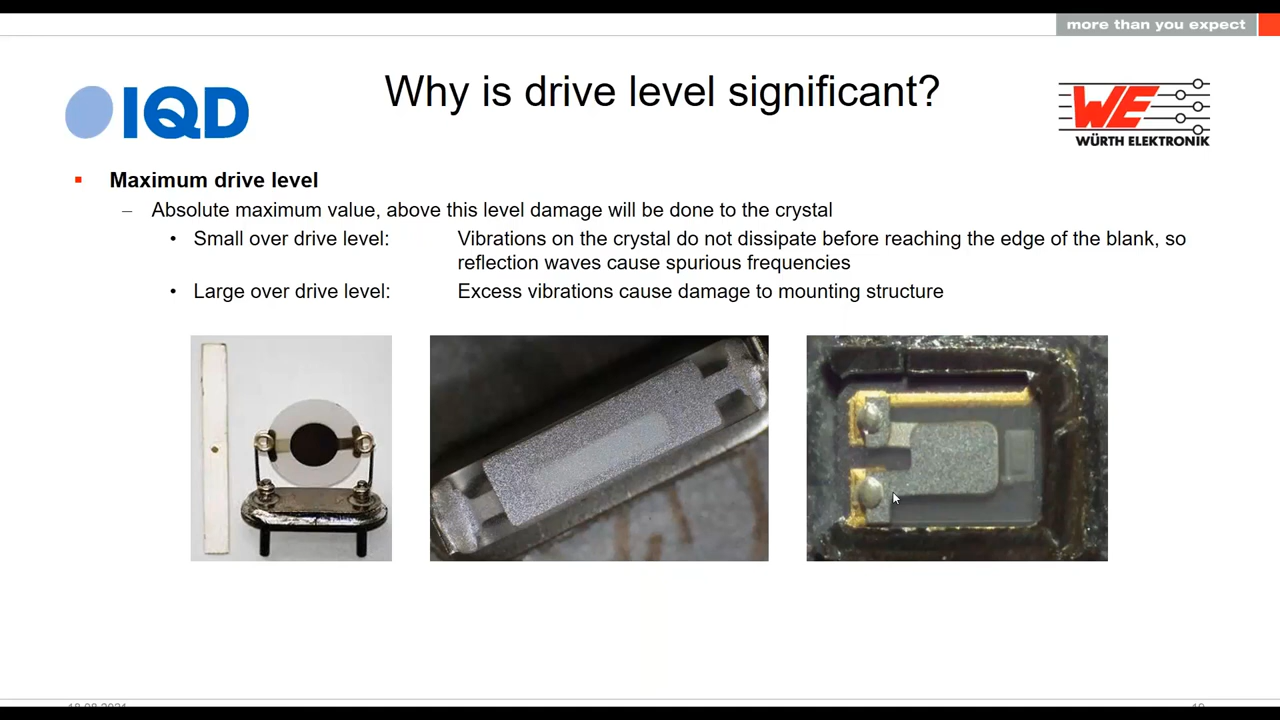 more than you expect
IQD
Why is drive level significant?
WE
WÜRTH ELEKTRONIK
▪ Maximum drive level
– Absolute maximum value, above this level damage will be done to the crystal
• Small over drive level: Vibrations on the crystal do not dissipate before reaching the edge of the blank, so
reflection waves cause spurious frequencies
• Large over drive level: Excess vibrations cause damage to mounting structure